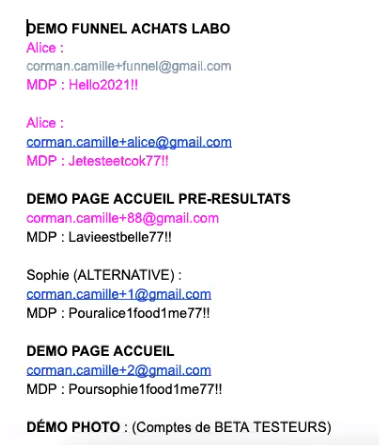 DEMO FUNNEL ACHATS LABO
Alice :
corman.camille+funnel@gmail.com
MDP : Hello2021!!
Alice :
corman.camille+alice@gmail.com
MDP : Jetesteetcok77!!
DEMO PAGE ACCUEIL PRE-RESULTATS
corman.camille+88@gmail.com
MDP : Lavieestbelle77!!
Sophie (ALTERNATIVE) :
corman.camille+1@gmail.com
MDP : Pouralice1food1me77!!
DEMO PAGE ACCUEIL
corman.camille+2@gmail.com
MDP : Poursophie1food1me77!!
DÉMO PHOTO : (Comptes de BETA TESTEURS)